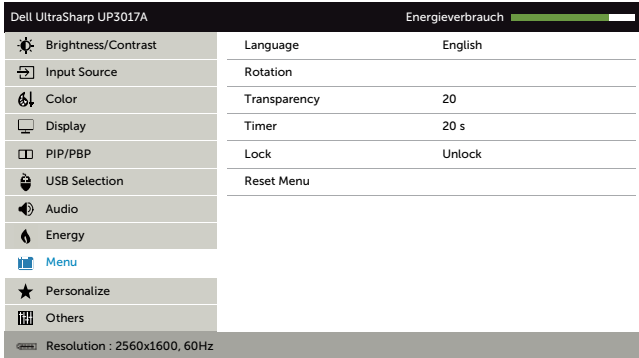 Dell UltraSharp UP3017A Energieverbrauch
Brightness/Contrast Language English
Input Source Rotation
Color Transparency 20
Display Timer 20 s
PIP/PBP Lock Unlock
USB Selection Reset Menu
Audio
Energy
Menu
Personalize
Others
Resolution : 2560x1600, 60Hz